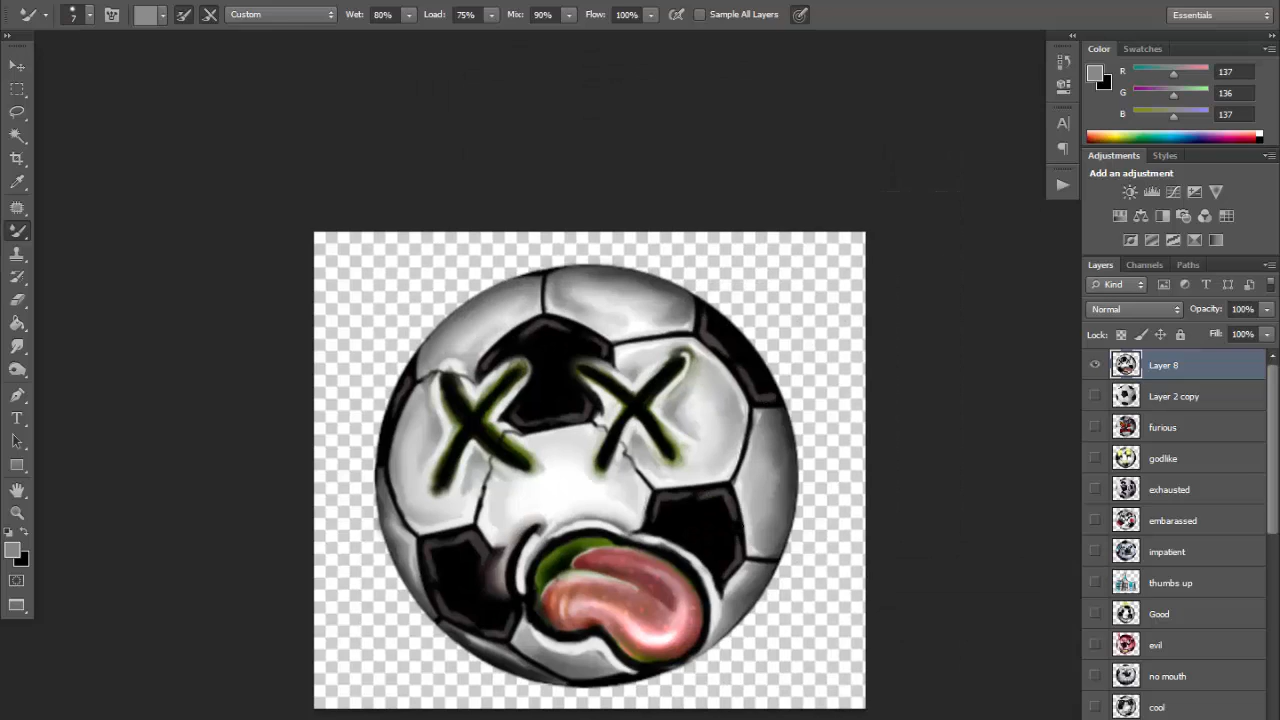 7 Custom Wet: 80% Load: 75% Mix: 90% Flow: 100% Sample All Layers Essentials
Color Swatches
R 137
G 136
B 137
Adjustments Styles
Add an adjustment
Layers Channels Paths
Kind
Normal Opacity: 100%
Lock: Fill: 100%
Layer 8
Layer 2 copy
furious
godlike
exhausted
embarassed
impatient
thumbs up
Good
evil
no mouth
cool